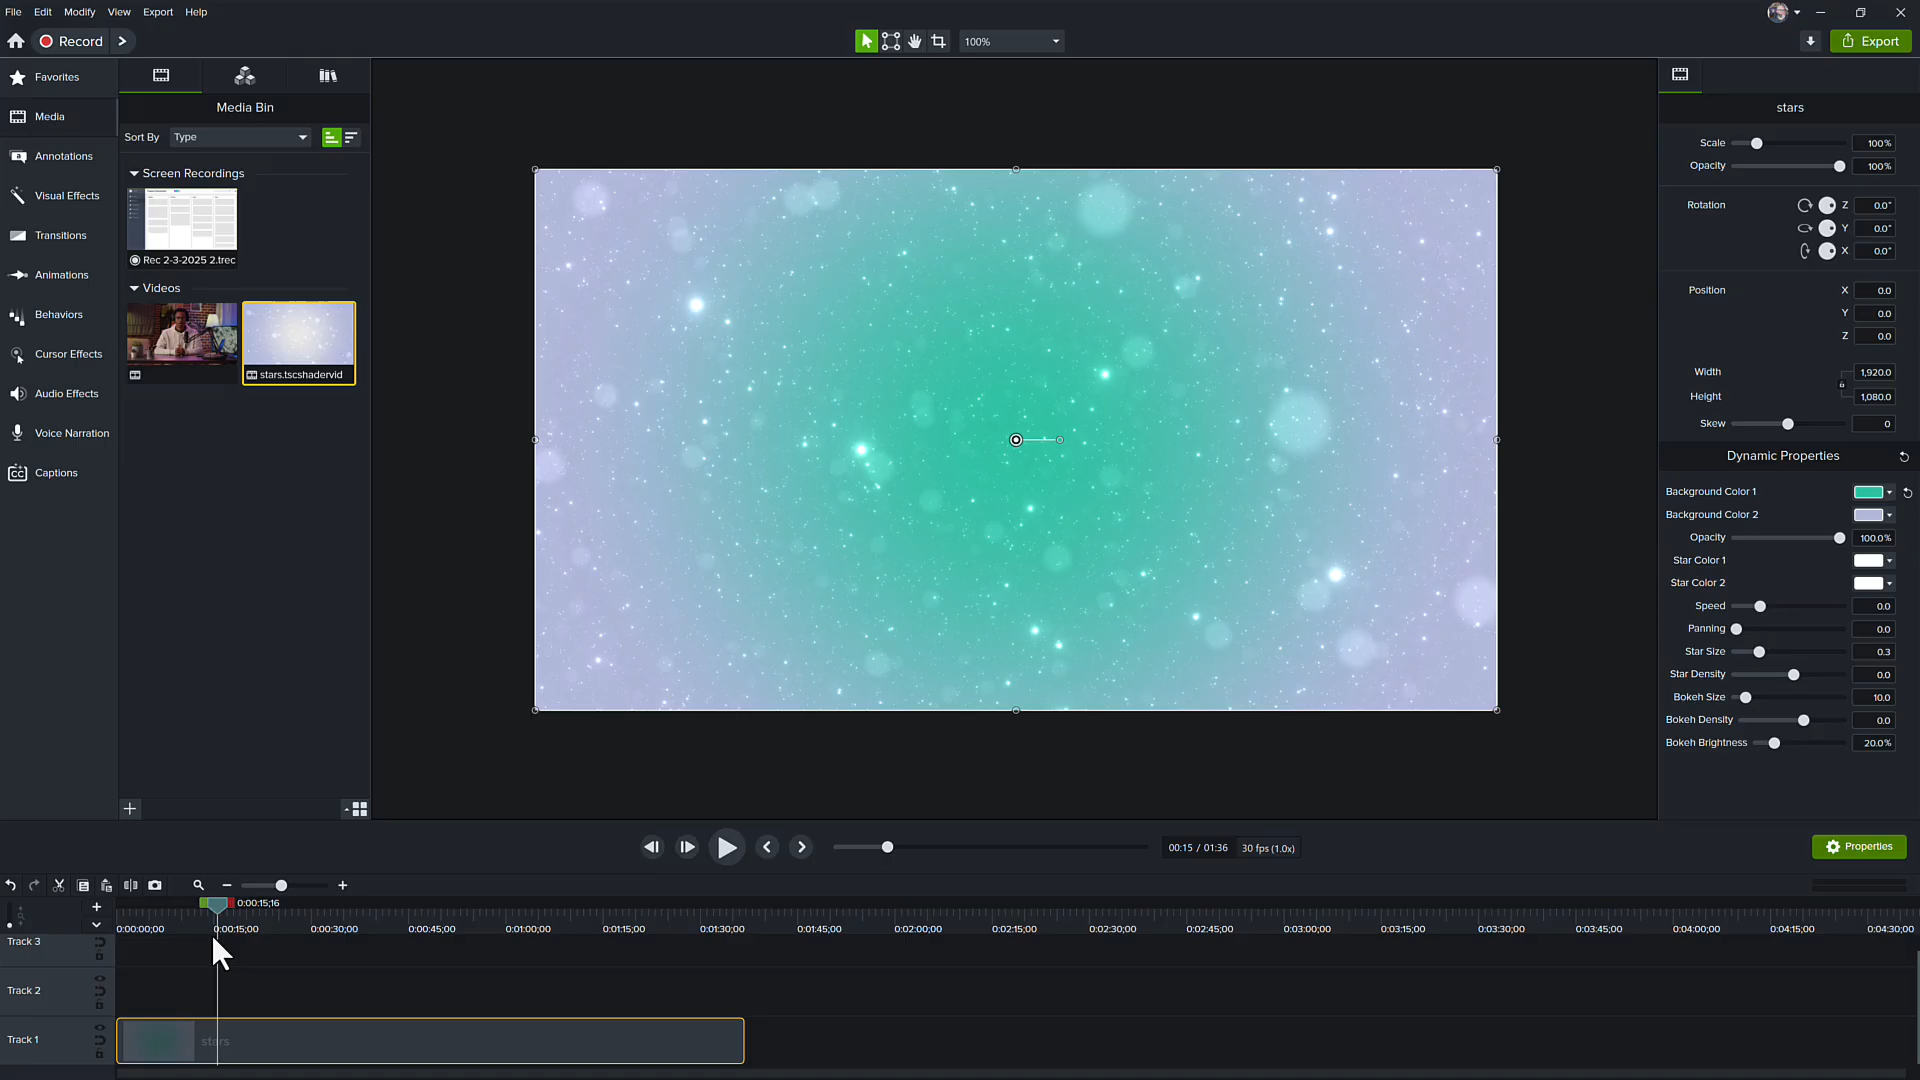 File Edit Modify View Export Help
Record
100%
Export
Favorites
Media
Annotations
Visual Effects
Transitions
Animations
Behaviors
Cursor Effects
Audio Effects
Voice Narration
CC Captions
Media Bin
Sort By Type
Screen Recordings
Rec 2-3-2025 2.trec
Videos
stars.tscshadervid
stars
Scale 100%
Opacity 100%
Rotation Z 0.0°
Y 0.0°
X 0.0°
Position X 0.0
Y 0.0
Z 0.0
Width 1,920.0
Height 1,080.0
Skew 0
Dynamic Properties
Background Color 1
Background Color 2
Opacity 100.0%
Star Color 1
Star Color 2
Speed 0.0
Panning 0.0
Star Size 0.3
Star Density 0.0
Bokeh Size 10.0
Bokeh Density 0.0
Bokeh Brightness 20.0%
00:15 / 01:36 30 fps (1.0x)
Properties
0:00:15;16
0:00:00;00 0:00:15;00 0:00:30;00 0:00:45;00 0:01:00;00 0:01:15;00 0:01:30;00 0:01:45;00 0:02:00;00 0:02:15;00 0:02:30;00 0:02:45;00 0:03:00;00 0:03:15;00 0:03:30;00 0:03:45;00 0:04:00;00 0:04:15;00 0:04:30;00
Track 3
Track 2
Track 1
stars